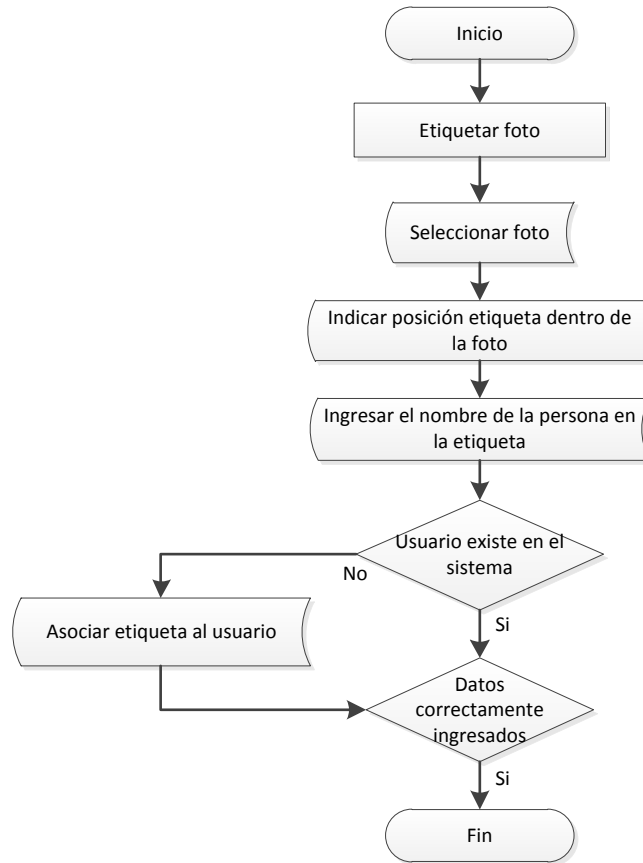 Inicio
Etiquetar foto
Seleccionar foto
Indicar posición etiqueta dentro de
la foto
Ingresar el nombre de la persona en
la etiqueta
Usuario existe en el
sistema
No
Asociar etiqueta al usuario
Si
Datos
correctamente
ingresados
Si
Fin